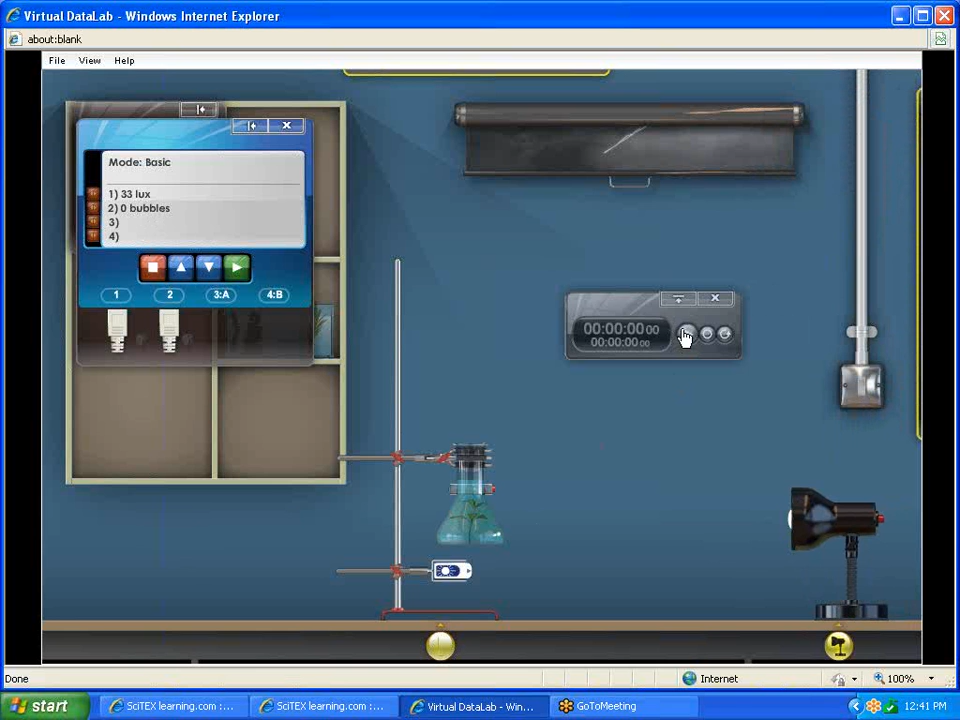 Virtual DataLab - Windows Internet Explorer
about:blank
File View Help
Mode: Basic
1) 33 lux
2) 0 bubbles
3)
4)
1 2 3:A 4:B
00:00:00 00
00:00:00 00
Done Internet 100%
start SciTEX learning.com :... SciTEX learning.com :... Virtual DataLab - Win... GoToMeeting 12:41 PM